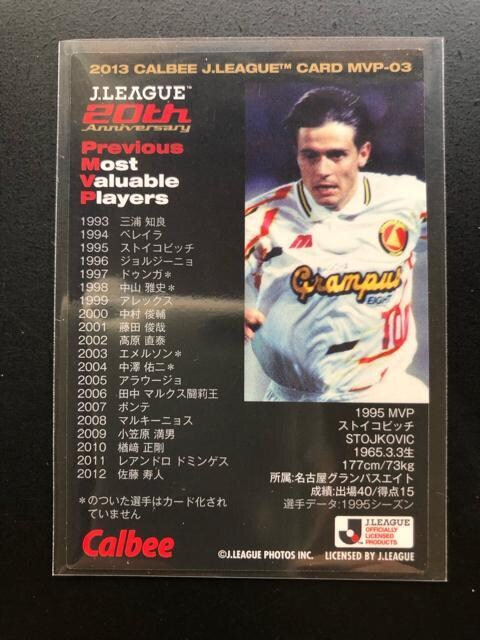 2013 CALBEE J.LEAGUE™ CARD MVP-03
J.LEAGUE™
20th
Anniversary
Previous
Most
Valuable
Players
1993 三浦 知良
1994 ペレイラ
1995 ストイコビッチ
1996 ジョルジーニョ
1997 ドゥンガ*
1998 中山 雅史*
1999 アレックス
2000 中村 俊輔
2001 藤田 俊哉
2002 高原 直泰
2003 エメルソン*
2004 中澤 佑二*
2005 アラウージョ
2006 田中 マルクス闘莉王
2007 ポンテ
2008 マルキーニョス
2009 小笠原 満男
2010 楢﨑 正剛
2011 レアンドロ ドミンゲス
2012 佐藤 寿人
*のついた選手はカード化され
ていません
Grampus
EIGHT
1995 MVP
ストイコビッチ
STOJKOVIC
1965.3.3生
177cm/73kg
所属:名古屋グランパスエイト
成績:出場40/得点15
選手データ:1995シーズン
J.LEAGUE
OFFICIALLY
LICENSED
PRODUCTS
Calbee
©J.LEAGUE PHOTOS INC. LICENSED BY J.LEAGUE